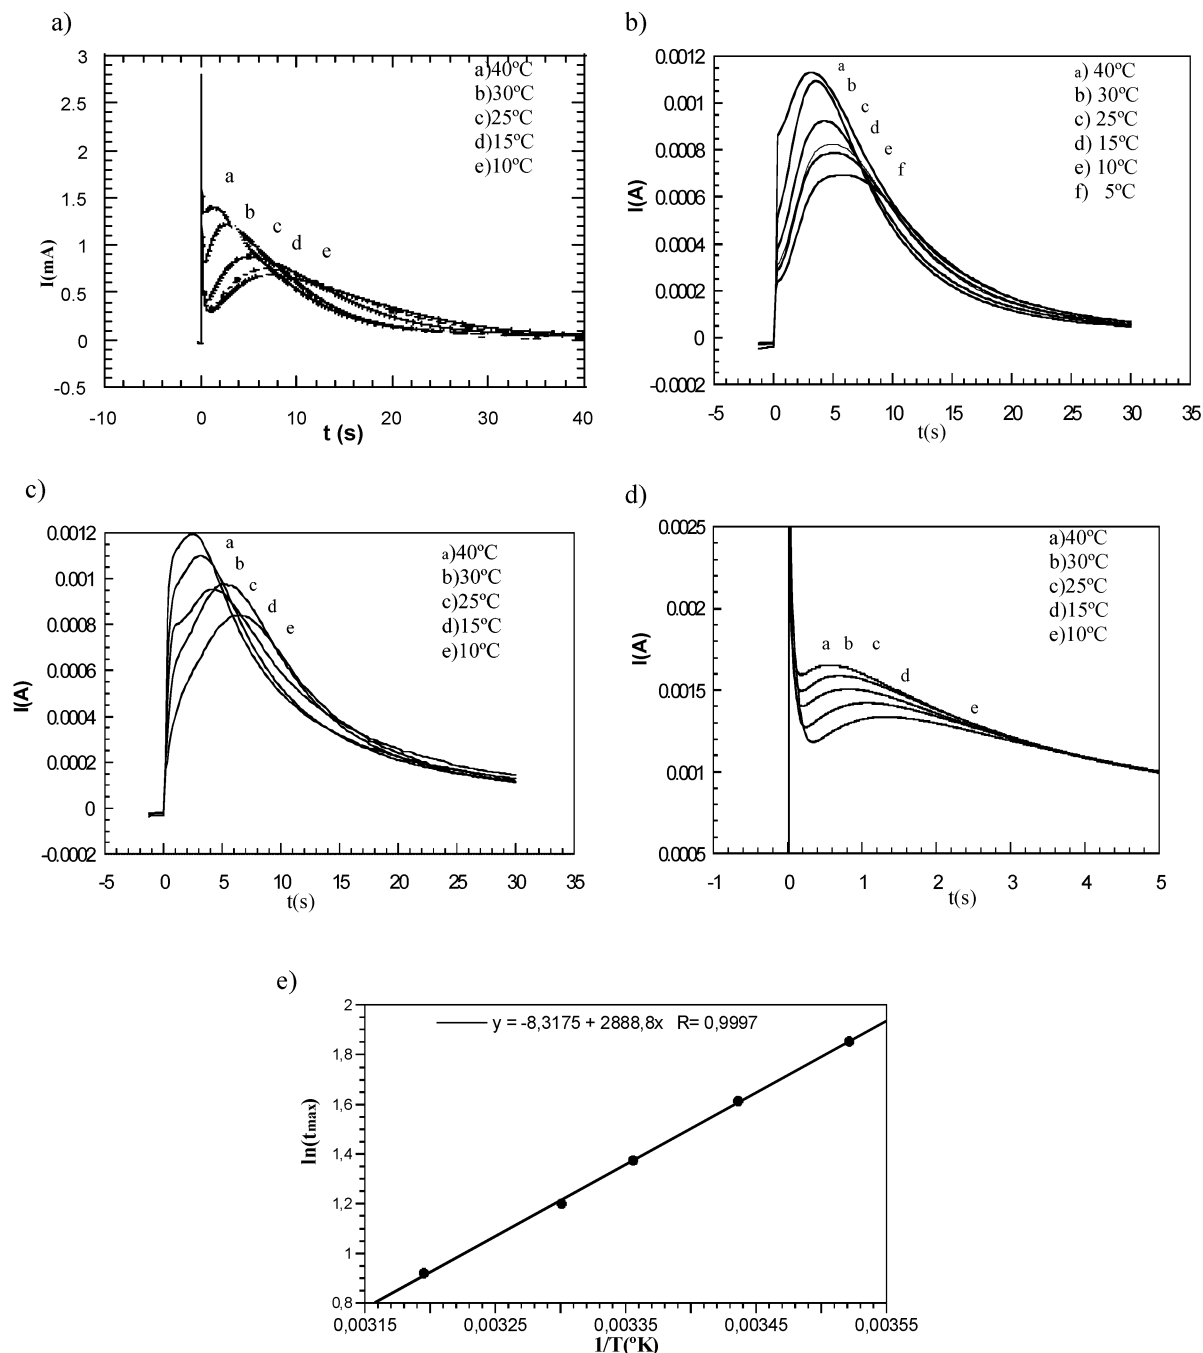 a)
3
2.5
2
1.5
1
0.5
0
-0.5
I(mA)
a)40ºC
b)30ºC
c)25ºC
d)15ºC
e)10ºC
a
b
c
d
e
-10 0 10 20 30 40
t (s)
b)
0.0012
0.001
0.0008
0.0006
0.0004
0.0002
0
-0.0002
I(A)
a) 40ºC
b) 30ºC
c) 25ºC
d) 15ºC
e) 10ºC
f) 5ºC
a
b
c
d
e
f
-5 0 5 10 15 20 25 30 35
t(s)
c)
0.0012
0.001
0.0008
0.0006
0.0004
0.0002
0
-0.0002
I(A)
a)40ºC
b)30ºC
c)25ºC
d)15ºC
e)10ºC
a
b
c
d
e
-5 0 5 10 15 20 25 30 35
t(s)
d)
0.0025
0.002
0.0015
0.001
0.0005
I(A)
a)40ºC
b)30ºC
c)25ºC
d)15ºC
e)10ºC
a b c
d
e
-1 0 1 2 3 4 5
t(s)
e)
2
1,8
1,6
1,4
1,2
1
0,8
ln(tmax)
y = -8,3175 + 2888,8x R= 0,9997
0,00315 0,00325 0,00335 0,00345 0,00355
1/T(ºK)